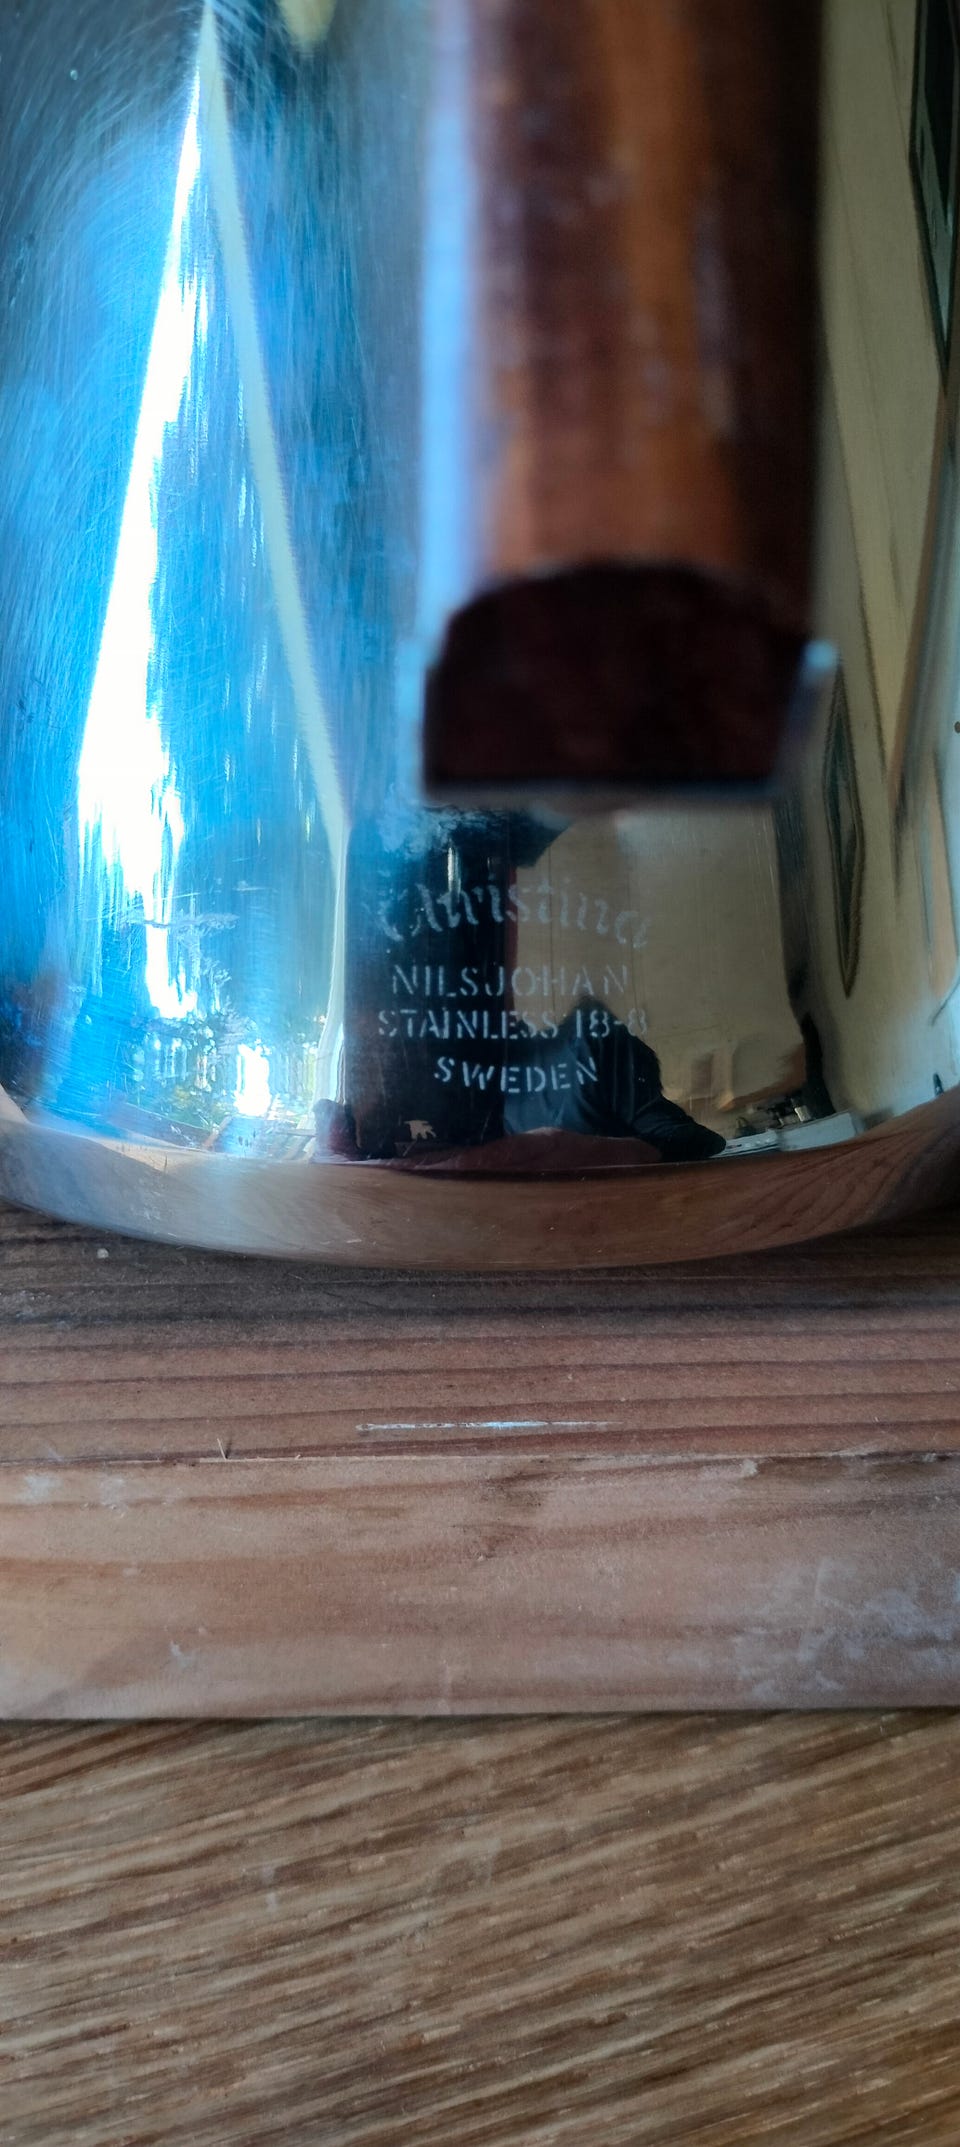 Christina
NILSJOHAN
STAINLESS 18-8
SWEDEN